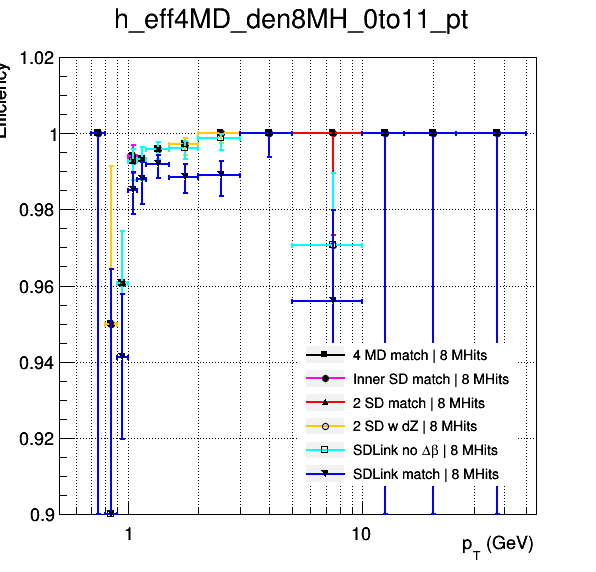 h_eff4MD_den8MH_0to11_pt
Efficiency
1.02
1
0.98
0.96
0.94
0.92
0.9
4 MD match | 8 MHits
Inner SD match | 8 MHits
2 SD match | 8 MHits
2 SD w dZ | 8 MHits
SDLink no Δβ | 8 MHits
SDLink match | 8 MHits
1
10
p_T (GeV)